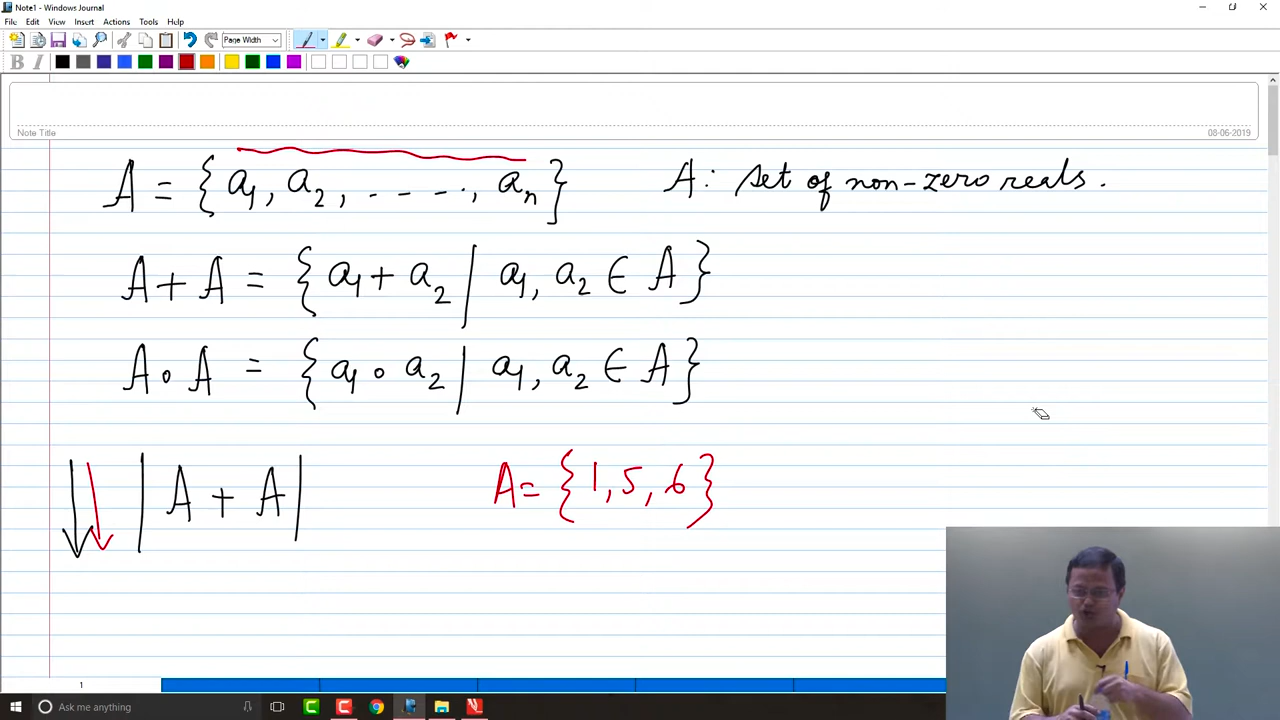 Note1 - Windows Journal
File Edit View Insert Actions Tools Help
Page Width
B I
Note Title
08-06-2019
A = {a₁, a₂, . - - . . , aₙ} A : set of non-zero reals.
A + A = {a₁ + a₂ | a₁, a₂ ∈ A}
A ∘ A = {a₁ ∘ a₂ | a₁, a₂ ∈ A}
|A + A| A = {1, 5, 6}
1
Ask me anything